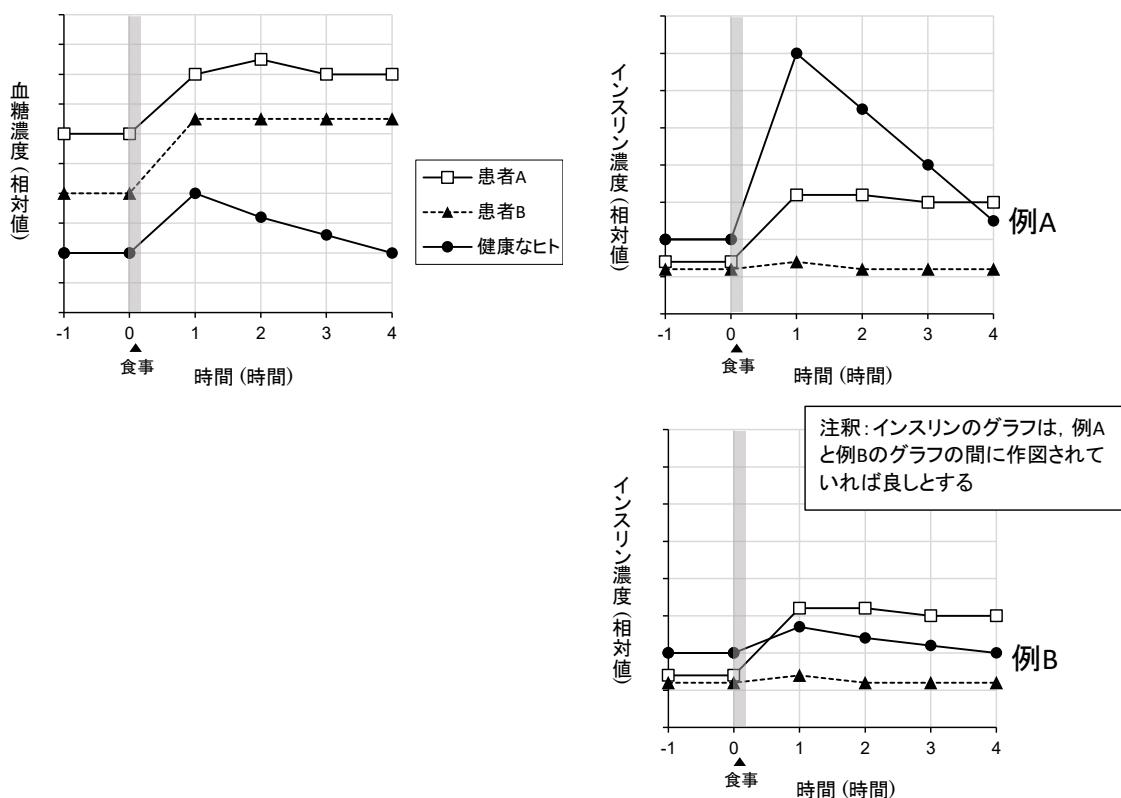 血糖濃度 (相対値)
-1 0 1 2 3 4
食事
時間 (時間)
患者A
患者B
健康なヒト
インスリン濃度 (相対値)
例A
-1 0 1 2 3 4
食事
時間 (時間)
注釈：インスリンのグラフは，例A
と例Bのグラフの間に作図されて
いれば良しとする
インスリン濃度 (相対値)
例B
-1 0 1 2 3 4
食事
時間 (時間)